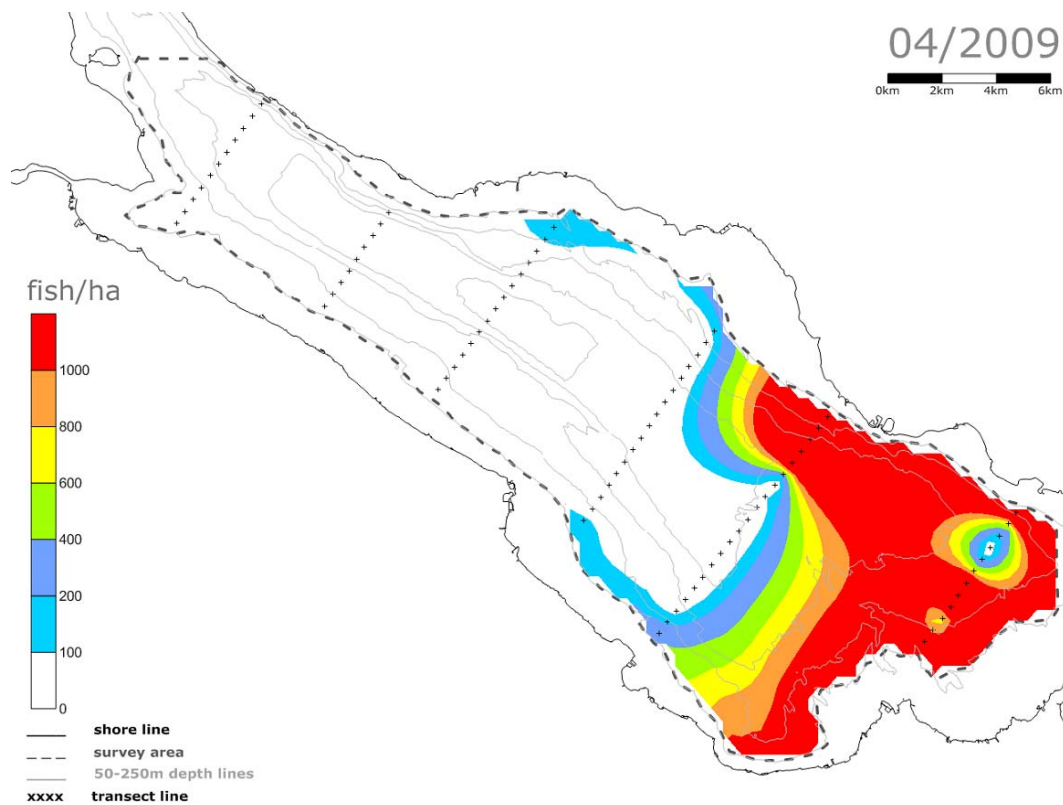 04/2009
0km 2km 4km 6km
fish/ha
1000
800
600
400
200
100
0
shore line
survey area
50-250m depth lines
xxxx transect line